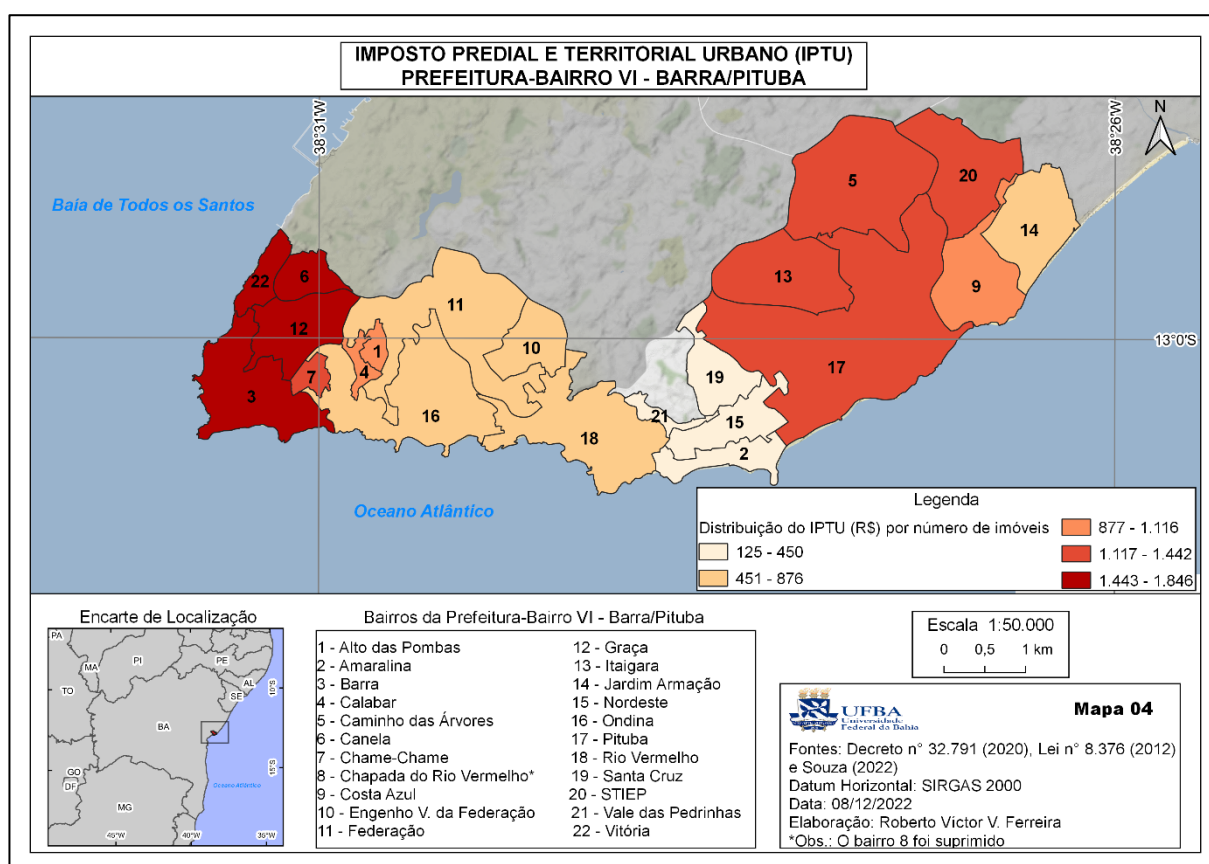 IMPOSTO PREDIAL E TERRITORIAL URBANO (IPTU)
PREFEITURA-BAIRRO VI - BARRA/PITUBA
38°31'W
38°26'W
N
Baía de Todos os Santos
5
20
14
22
6
13
9
11
12
13°0'S
1
10
7
4
19
17
3
16
21
15
18
2
Oceano Atlântico
Legenda
Distribuição do IPTU (R$) por número de imóveis
125 - 450
451 - 876
877 - 1.116
1.117 - 1.442
1.443 - 1.846
Encarte de Localização
PA
MA
PI
PE
TO
AL
SE
BA
GO
DF
MG
Oceano Atlântico
10°S
15°S
45°W
40°W
35°W
Bairros da Prefeitura-Bairro VI - Barra/Pituba
1 - Alto das Pombas
2 - Amaralina
3 - Barra
4 - Calabar
5 - Caminho das Árvores
6 - Canela
7 - Chame-Chame
8 - Chapada do Rio Vermelho*
9 - Costa Azul
10 - Engenho V. da Federação
11 - Federação
12 - Graça
13 - Itaigara
14 - Jardim Armação
15 - Nordeste
16 - Ondina
17 - Pituba
18 - Rio Vermelho
19 - Santa Cruz
20 - STIEP
21 - Vale das Pedrinhas
22 - Vitória
Escala 1:50.000
0 0,5 1 km
UFBA
Universidade
Federal da Bahia
Mapa 04
Fontes: Decreto n° 32.791 (2020), Lei n° 8.376 (2012)
e Souza (2022)
Datum Horizontal: SIRGAS 2000
Data: 08/12/2022
Elaboração: Roberto Victor V. Ferreira
*Obs.: O bairro 8 foi suprimido